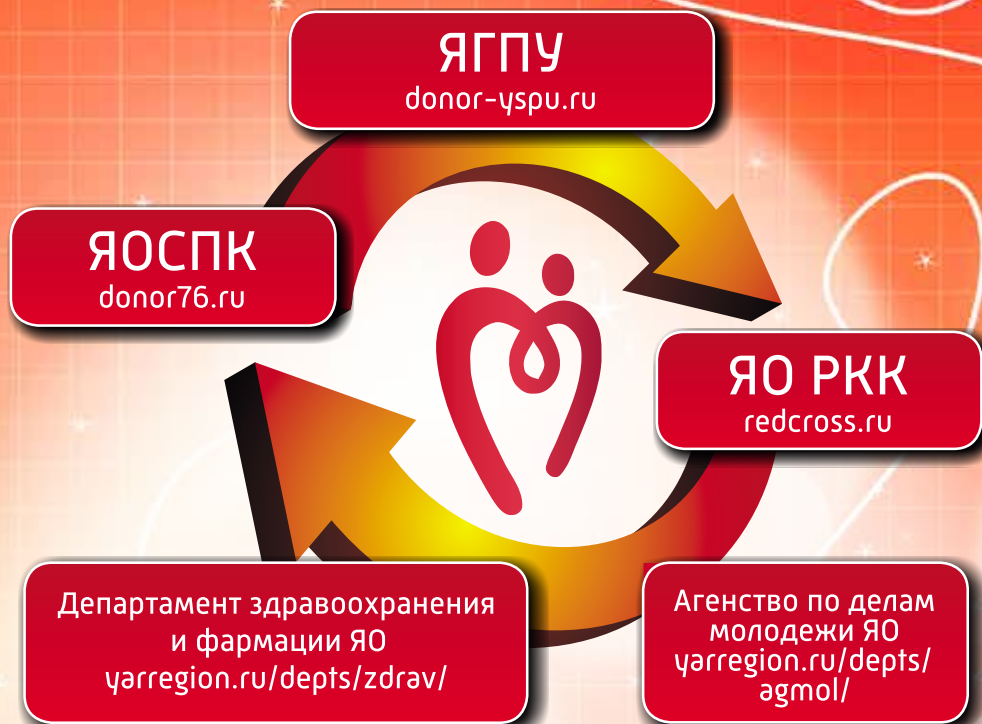 ЯГПУ
donor-yspu.ru
ЯОСПК
donor76.ru
ЯО РКК
redcross.ru
Департамент здравоохранения
и фармации ЯО
yarregion.ru/depts/zdrav/
Агенство по делам
молодежи ЯО
yarregion.ru/depts/
agmol/